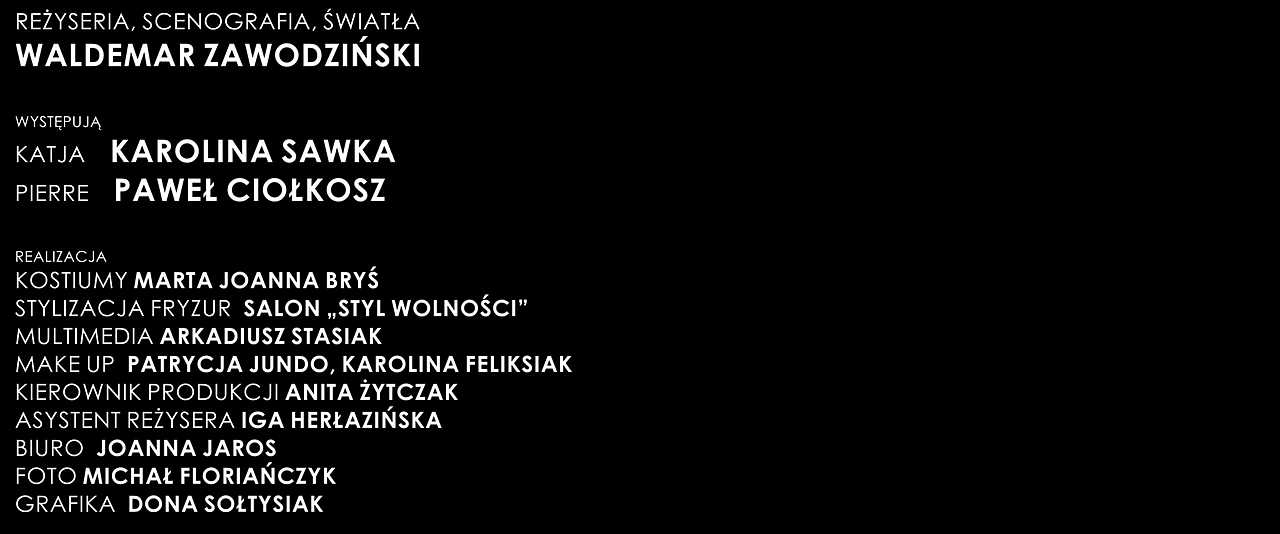 REŻYSERIA, SCENOGRAFIA, ŚWIATŁA
WALDEMAR ZAWODZIŃSKI
WYSTĘPUJĄ
KATJA KAROLINA SAWKA
PIERRE PAWEŁ CIOŁKOSZ
REALIZACJA
KOSTIUMY MARTA JOANNA BRYŚ
STYLIZACJA FRYZUR SALON „STYL WOLNOŚCI”
MULTIMEDIA ARKADIUSZ STASIAK
MAKE UP PATRYCJA JUNDO, KAROLINA FELIKSIAK
KIEROWNIK PRODUKCJI ANITA ŻYTCZAK
ASYSTENT REŻYSERA IGA HERŁAZIŃSKA
BIURO JOANNA JAROS
FOTO MICHAŁ FLORIAŃCZYK
GRAFIKA DONA SOŁTYSIAK